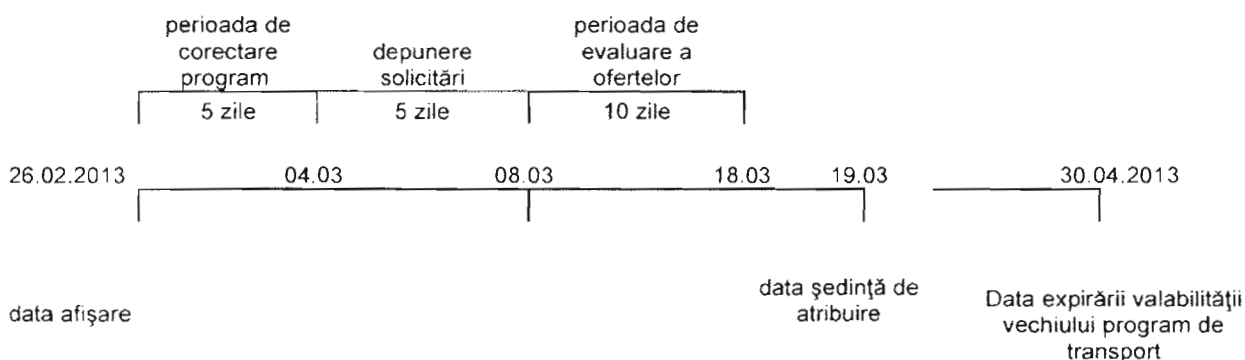 perioada de
corectare
program
depunere
solicitări
perioada de
evaluare a
ofertelor
5 zile
5 zile
10 zile
26.02.2013
04.03
08.03
18.03
19.03
30.04.2013
data afişare
data şedinţă de
atribuire
Data expirării valabilităţii
vechiului program de
transport